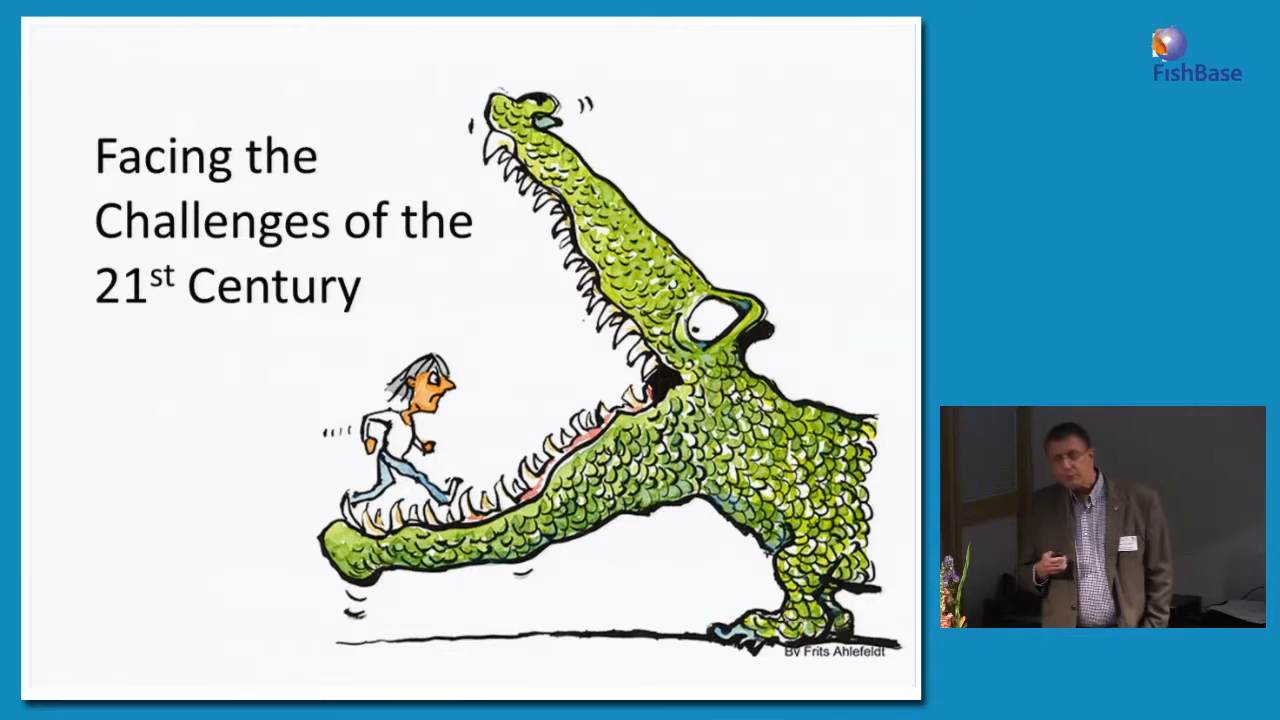 FishBase
Facing the
Challenges of the
21st Century
By Frits Ahlefeldt